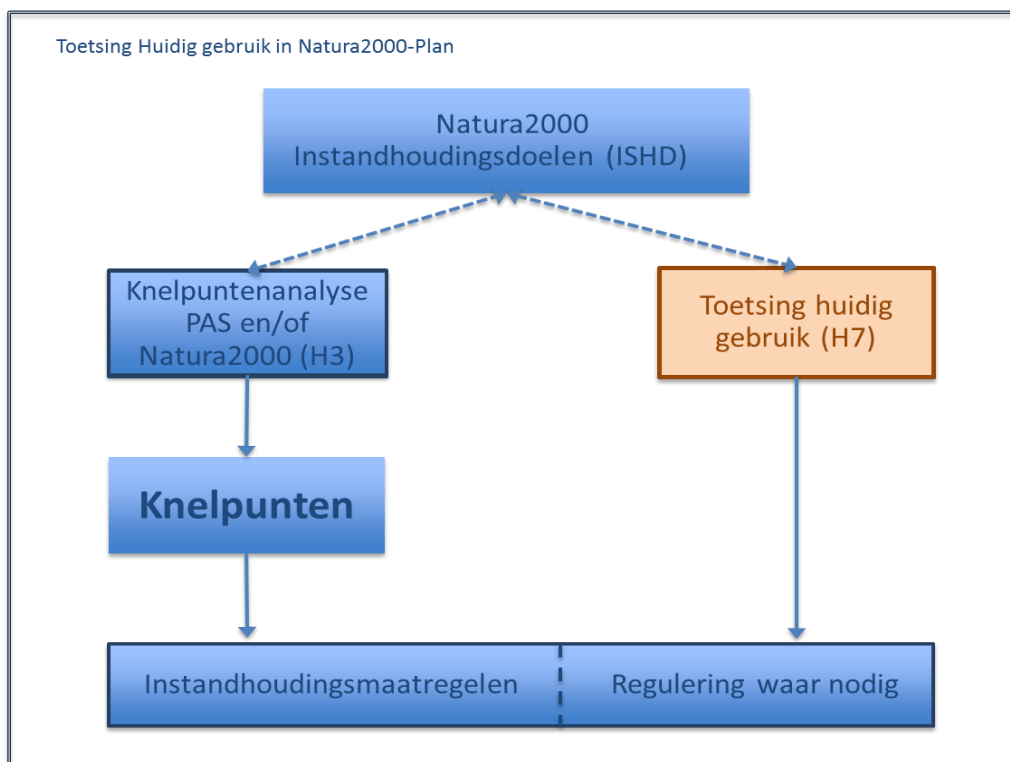 Toetsing Huidig gebruik in Natura2000-Plan
Natura2000
Instandhoudingsdoelen (ISHD)
Knelpuntenanalyse
PAS en/of
Natura2000 (H3)
Toetsing huidig
gebruik (H7)
Knelpunten
Instandhoudingsmaatregelen
Regulering waar nodig